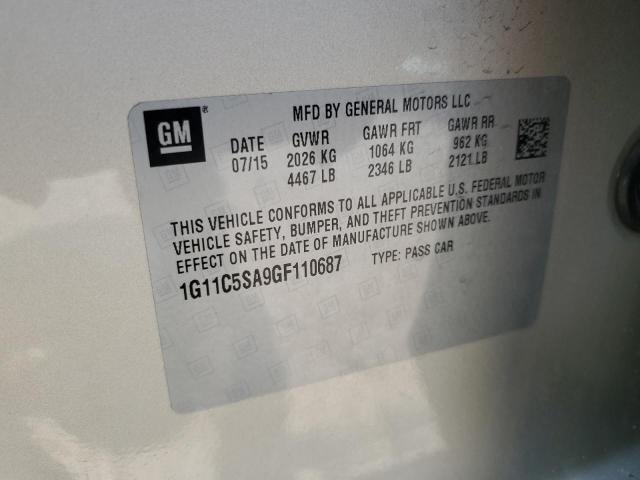 MFD BY GENERAL MOTORS LLC
GM®
DATE GVWR GAWR FRT GAWR RR
07/15 2026 KG 1064 KG 962 KG
4467 LB 2346 LB 2121 LB
THIS VEHICLE CONFORMS TO ALL APPLICABLE U.S. FEDERAL MOTOR
VEHICLE SAFETY, BUMPER, AND THEFT PREVENTION STANDARDS IN
EFFECT ON THE DATE OF MANUFACTURE SHOWN ABOVE.
1G11C5SA9GF110687 TYPE: PASS CAR